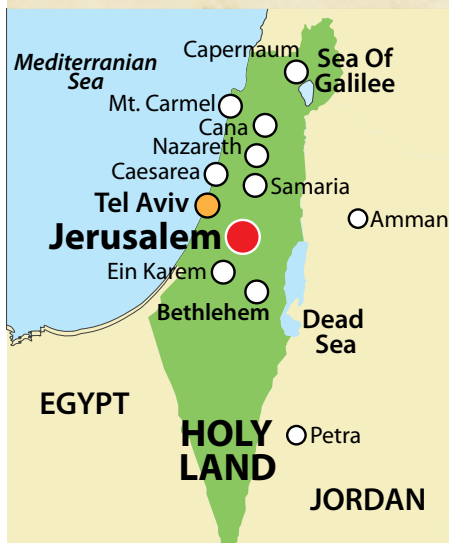 Capernaum
Mediterranian
Sea
Sea Of
Galilee
Mt. Carmel
Cana
Nazareth
Caesarea
Samaria
Tel Aviv
Amman
Jerusalem
Ein Karem
Bethlehem
Dead
Sea
EGYPT
HOLY
LAND
Petra
JORDAN